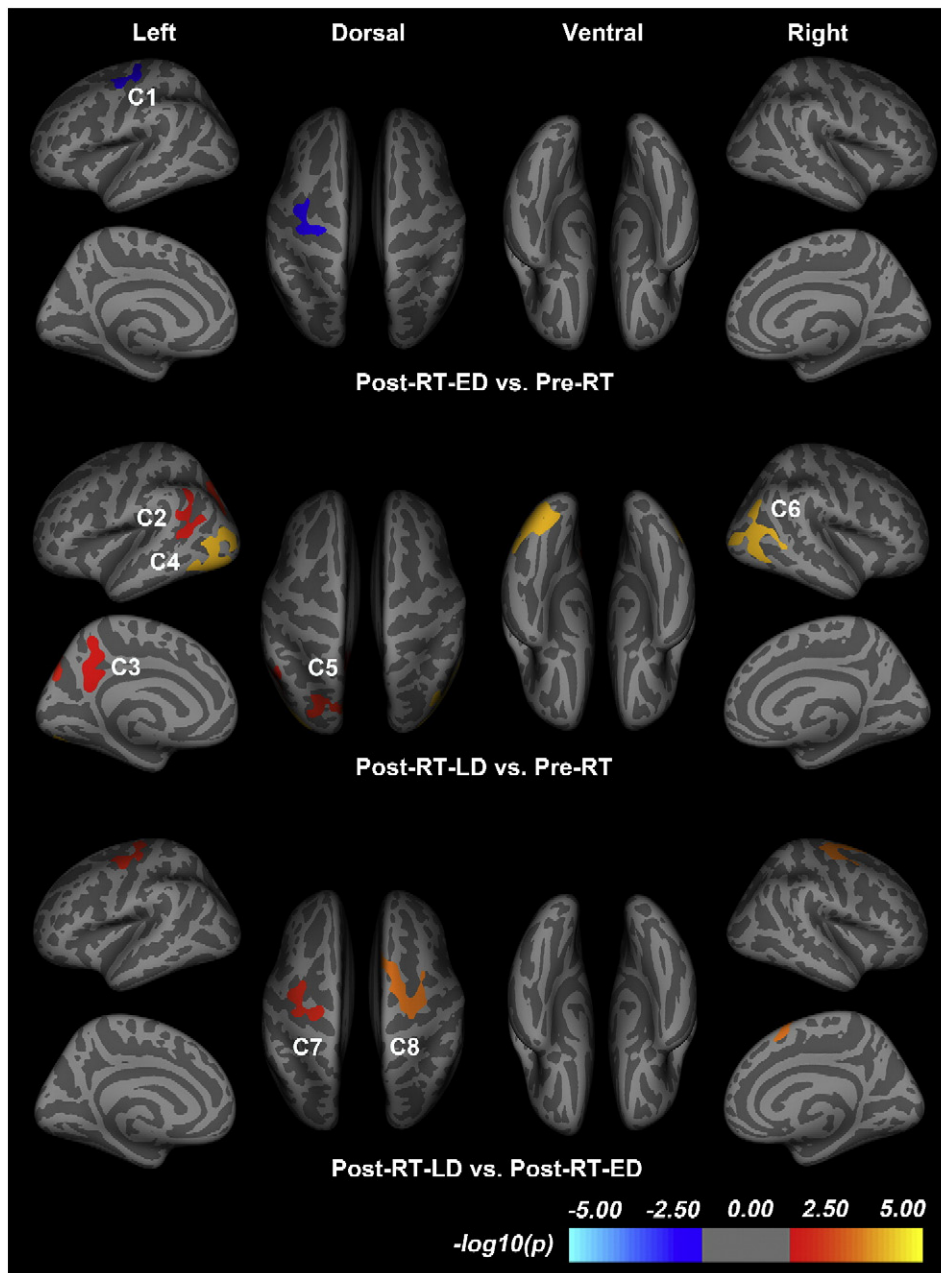 Left Dorsal Ventral Right
C1
Post-RT-ED vs. Pre-RT
C2
C4
C6
C3
C5
Post-RT-LD vs. Pre-RT
C7 C8
Post-RT-LD vs. Post-RT-ED
-5.00 -2.50 0.00 2.50 5.00
-log10(p)